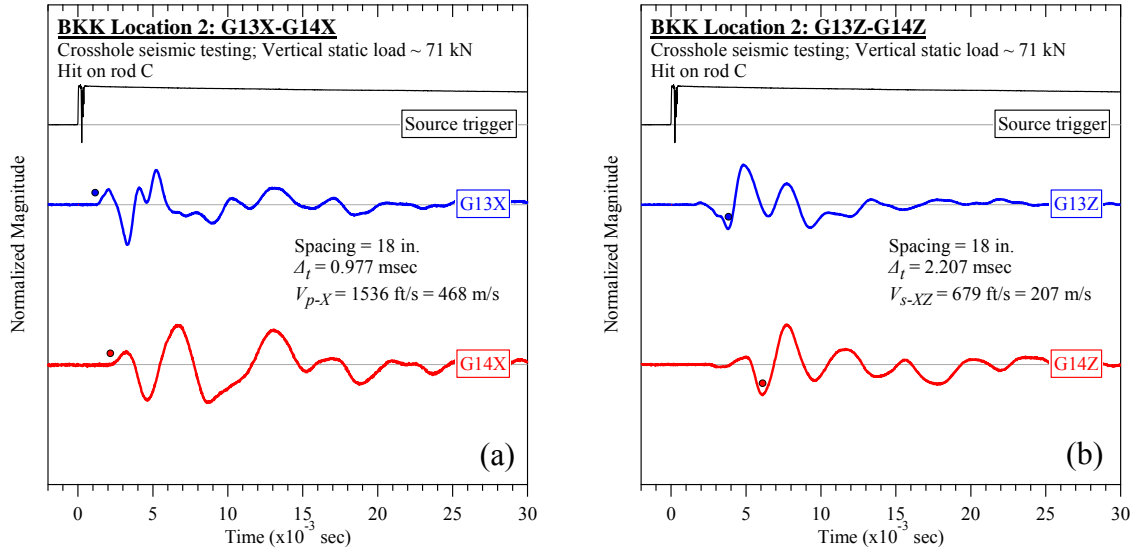 BKK Location 2: G13X-G14X
Crosshole seismic testing; Vertical static load ~ 71 kN
Hit on rod C
Source trigger
G13X
Spacing = 18 in.
Δt = 0.977 msec
Vp-X = 1536 ft/s = 468 m/s
G14X
(a)
Normalized Magnitude
0 5 10 15 20 25 30
Time (x10-3 sec)
BKK Location 2: G13Z-G14Z
Crosshole seismic testing; Vertical static load ~ 71 kN
Hit on rod C
Source trigger
G13Z
Spacing = 18 in.
Δt = 2.207 msec
Vs-XZ = 679 ft/s = 207 m/s
G14Z
(b)
Normalized Magnitude
0 5 10 15 20 25 30
Time (x10-3 sec)